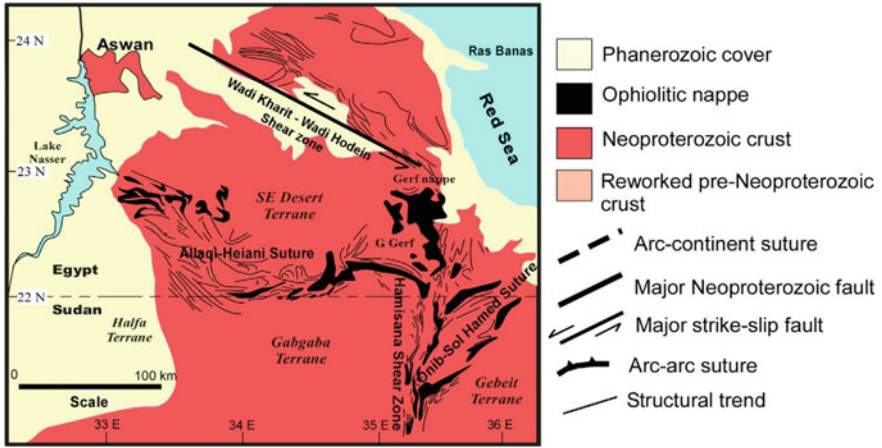 24 N
Aswan
Ras Banas
Red Sea
Wadi Kharit - Wadi Hodein
Shear zone
Lake
Nasser
23 N
Gerf nappe
SE Desert
Terrane
G Gerf
Allaqi-Heiani Suture
Egypt
22 N
Sudan
Halfa
Terrane
Gabgaba
Terrane
Hamisana Shear Zone
Onib-Sol Hamed Suture
Gebeit
Terrane
0
100 km
Scale
33 E
34 E
35 E
36 E
Phanerozoic cover
Ophiolitic nappe
Neoproterozoic crust
Reworked pre-Neoproterozoic
crust
Arc-continent suture
Major Neoproterozoic fault
Major strike-slip fault
Arc-arc suture
Structural trend